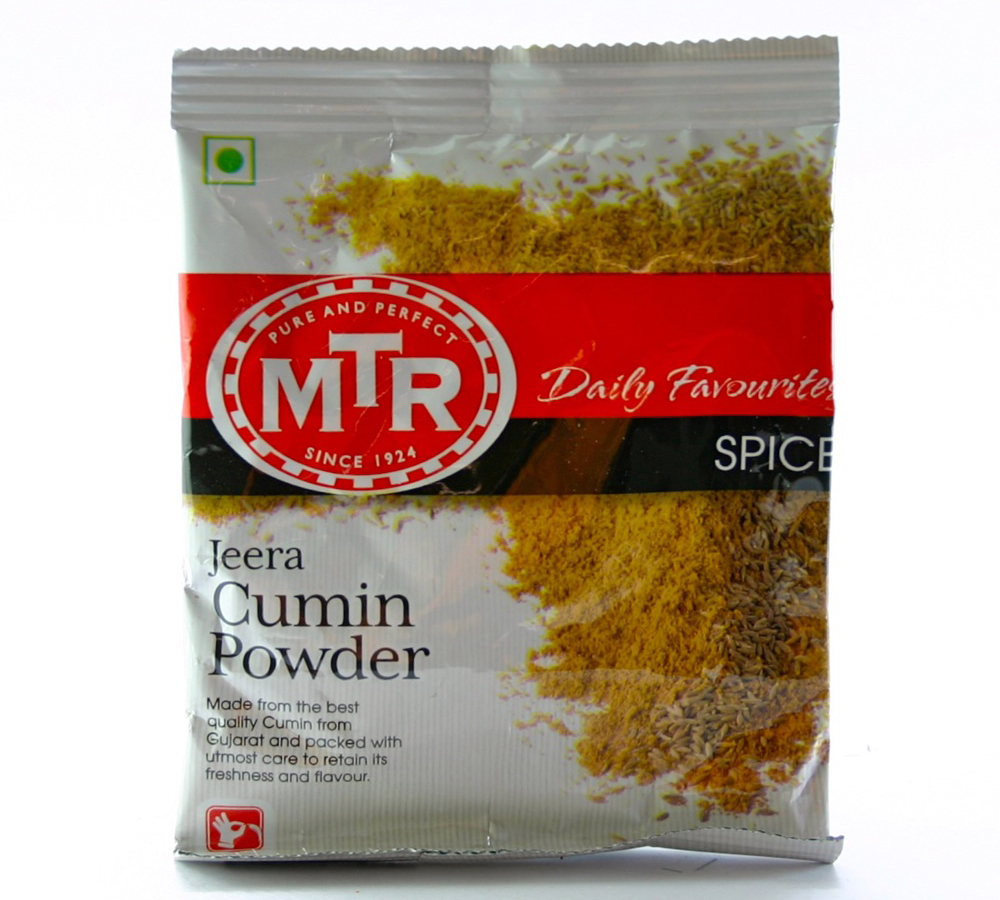 PURE AND PERFECT
MTR
SINCE 1924
Daily Favourites
SPICE
Jeera
Cumin
Powder
Made from the best
quality Cumin from
Gujarat and packed with
utmost care to retain its
freshness and flavour.